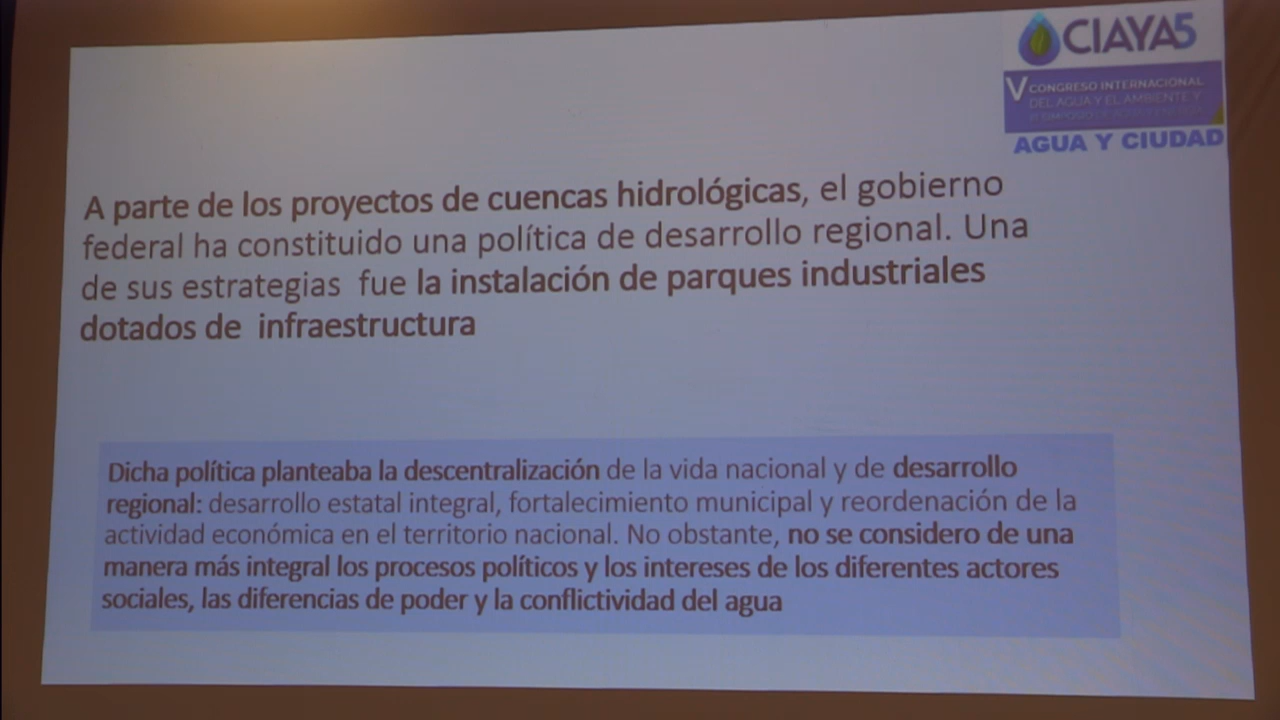 CIAYA5
V CONGRESO INTERNACIONAL
DEL AGUA Y EL AMBIENTE Y
AGUA Y CIUDAD
A parte de los proyectos de cuencas hidrológicas, el gobierno
federal ha constituido una política de desarrollo regional. Una
de sus estrategias fue la instalación de parques industriales
dotados de infraestructura
Dicha política planteaba la descentralización de la vida nacional y de desarrollo
regional: desarrollo estatal integral, fortalecimiento municipal y reordenación de la
actividad económica en el territorio nacional. No obstante, no se considero de una
manera más integral los procesos políticos y los intereses de los diferentes actores
sociales, las diferencias de poder y la conflictividad del agua